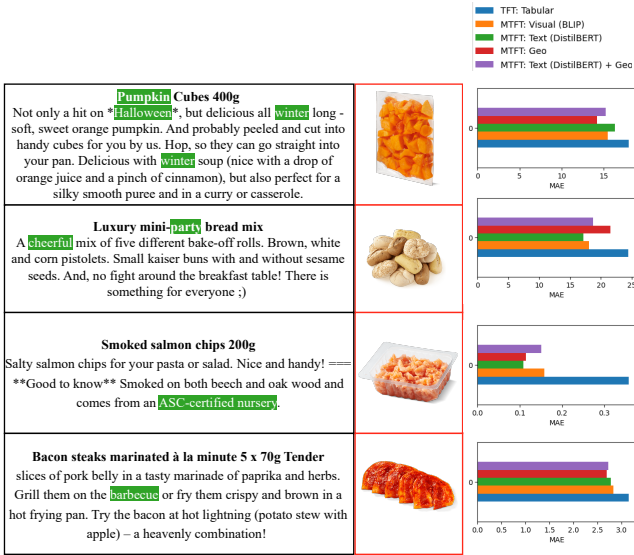 TFT: Tabular
MTFT: Visual (BLIP)
MTFT: Text (DistilBERT)
MTFT: Geo
MTFT: Text (DistilBERT) + Geo
Pumpkin Cubes 400g
Not only a hit on *Halloween*, but delicious all winter long -
soft, sweet orange pumpkin. And probably peeled and cut into
handy cubes for you by us. Hop, so they can go straight into
your pan. Delicious with winter soup (nice with a drop of
orange juice and a pinch of cinnamon), but also perfect for a
silky smooth puree and in a curry or casserole.
0
0 5 10 15
MAE
Luxury mini-party bread mix
A cheerful mix of five different bake-off rolls. Brown, white
and corn pistolets. Small kaiser buns with and without sesame
seeds. And, no fight around the breakfast table! There is
something for everyone ;)
0
0 5 10 15 20 25
MAE
Smoked salmon chips 200g
Salty salmon chips for your pasta or salad. Nice and handy! ===
**Good to know** Smoked on both beech and oak wood and
comes from an ASC-certified nursery.
0
0.0 0.1 0.2 0.3
MAE
Bacon steaks marinated à la minute 5 x 70g Tender
slices of pork belly in a tasty marinade of paprika and herbs.
Grill them on the barbecue or fry them crispy and brown in a
hot frying pan. Try the bacon at hot lightning (potato stew with
apple) – a heavenly combination!
0
0.0 0.5 1.0 1.5 2.0 2.5 3.0
MAE